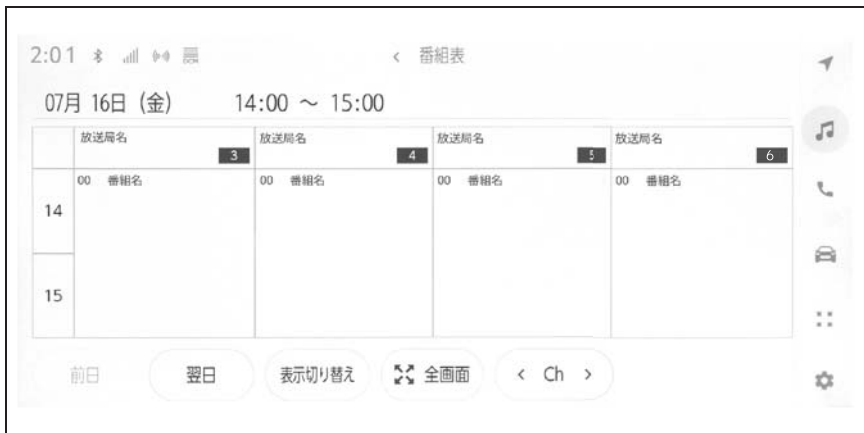 2:01 DCM < 番組表
07月 16日 (金) 14:00 ～ 15:00
放送局名 3 放送局名 4 放送局名 5 放送局名 6
14 00 番組名 00 番組名 00 番組名 00 番組名
15
前日 翌日 表示切り替え 全画面 < Ch >